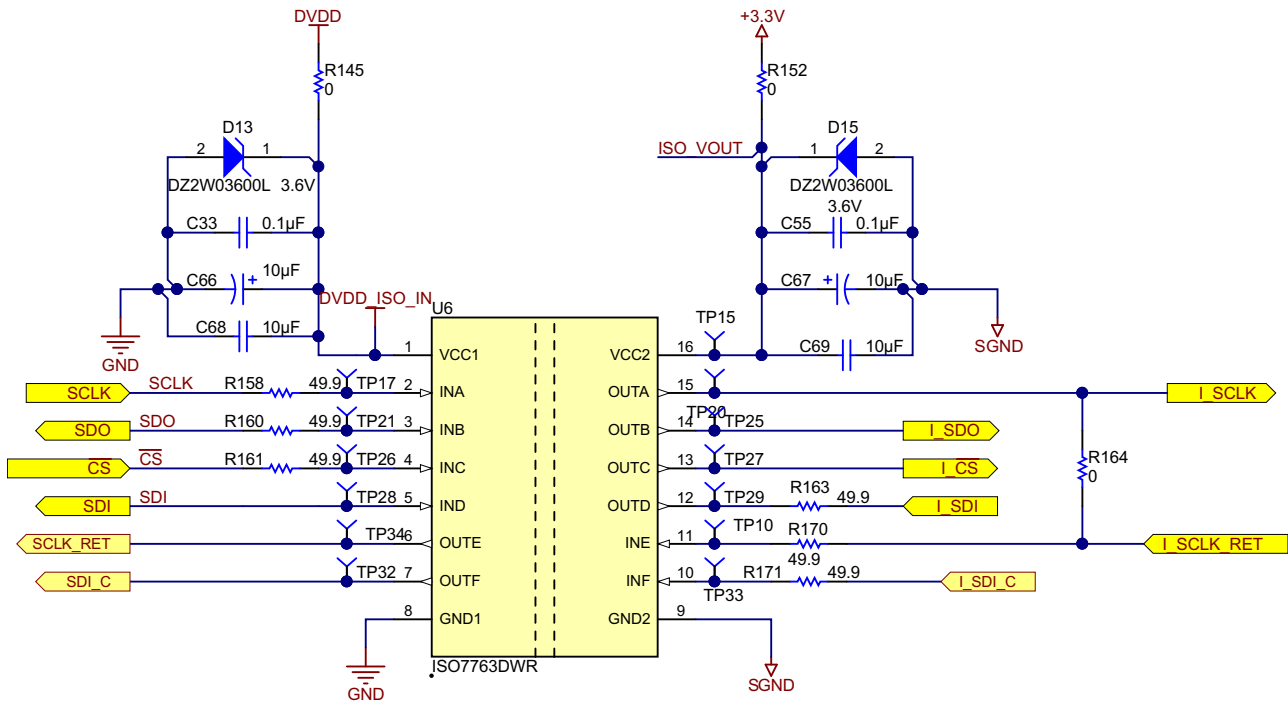 DVDD
+3.3V
R145
0
R152
0
D13
D15
2
1
ISO_VOUT
1
2
DZ2W03600L
3.6V
DZ2W03600L
3.6V
C33
0.1µF
C55
0.1µF
C66
10µF
+
C67
+
10µF
DVDD_ISO_IN
U6
TP15
C68
10µF
C69
10µF
GND
SGND
1
VCC1
VCC2
16
SCLK
SCLK
R158
49.9
TP17
2
INA
OUTA
15
I_SCLK
TP20
SDO
SDO
R160
49.9
TP21
3
INB
OUTB
14
TP25
I_SDO
CS
CS
R161
49.9
TP26
4
INC
OUTC
13
TP27
I_CS
R164
0
SDI
SDI
TP28
5
IND
OUTD
12
TP29
R163
49.9
I_SDI
SCLK_RET
TP34
6
OUTE
INE
11
TP10
R170
49.9
I_SCLK_RET
SDI_C
TP32
7
OUTF
INF
10
TP33
R171
49.9
I_SDI_C
8
GND1
GND2
9
ISO7763DWR
GND
SGND